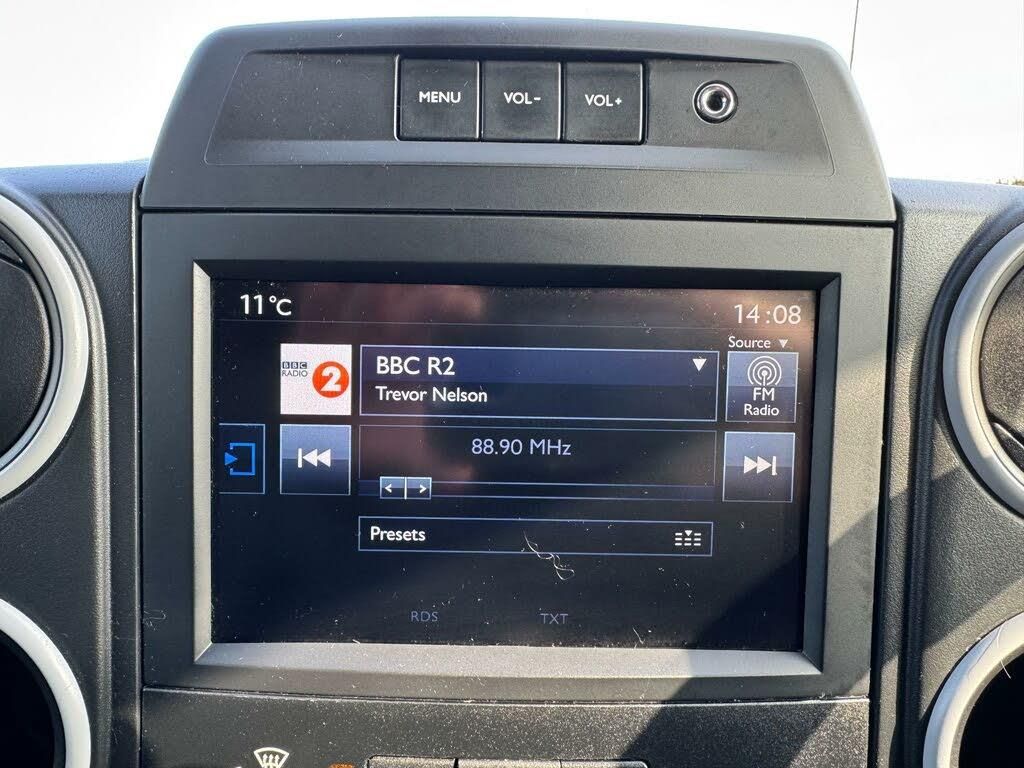 MENU
VOL-
VOL+
11°C
14:08
Source
BBC
RADIO
2
BBC R2
Trevor Nelson
FM
Radio
88.90 MHz
< >
Presets
RDS
TXT